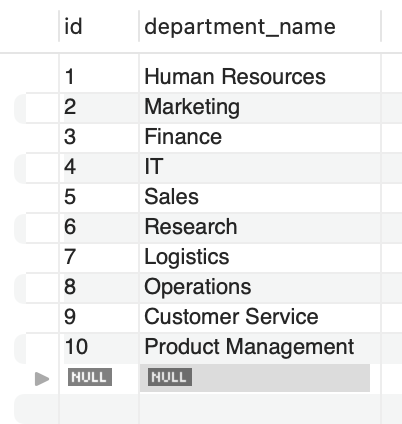 id department_name
1 Human Resources
2 Marketing
3 Finance
4 IT
5 Sales
6 Research
7 Logistics
8 Operations
9 Customer Service
10 Product Management
NULL NULL